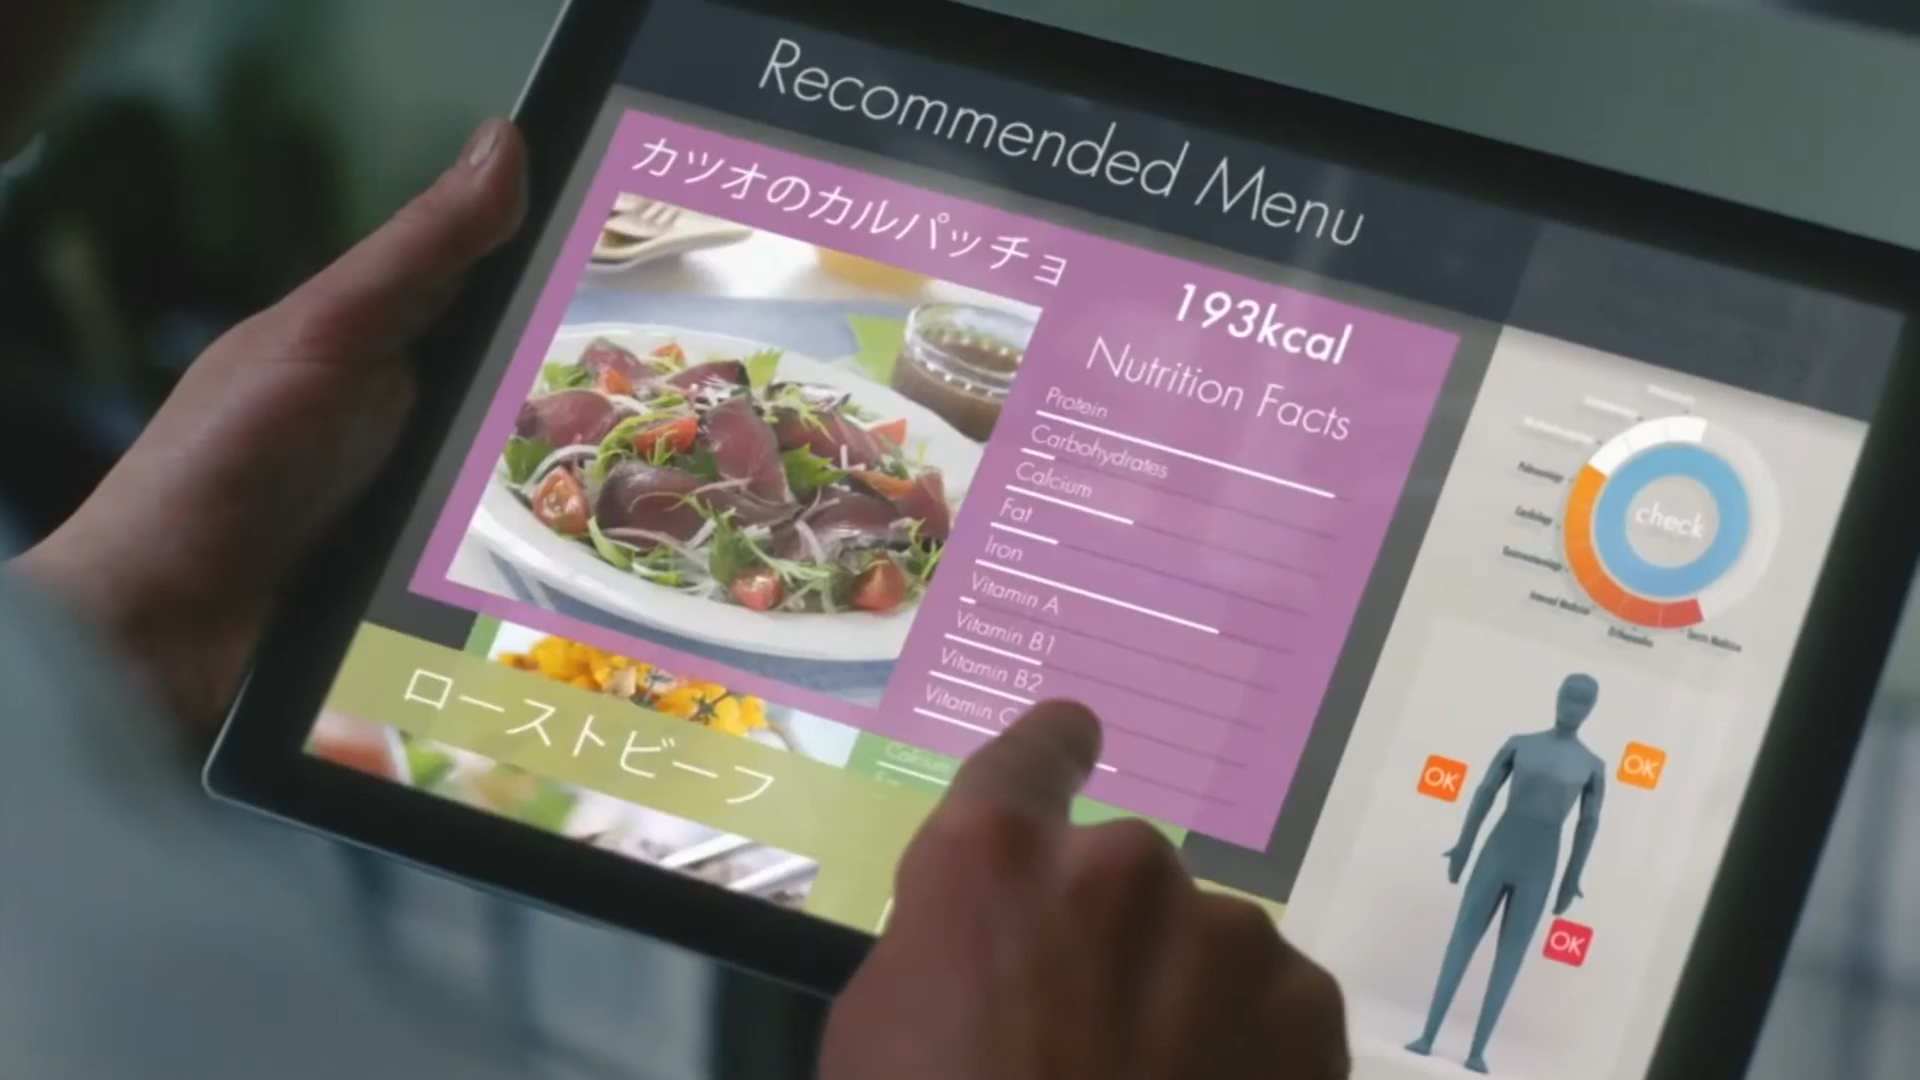 Recommended Menu
カツオのカルパッチョ
193kcal
Nutrition Facts
Protein
Carbohydrates
Calcium
Fat
Iron
Vitamin A
Vitamin B1
Vitamin B2
Vitamin C
ローストビーフ
Calcium
check
OK
OK
OK